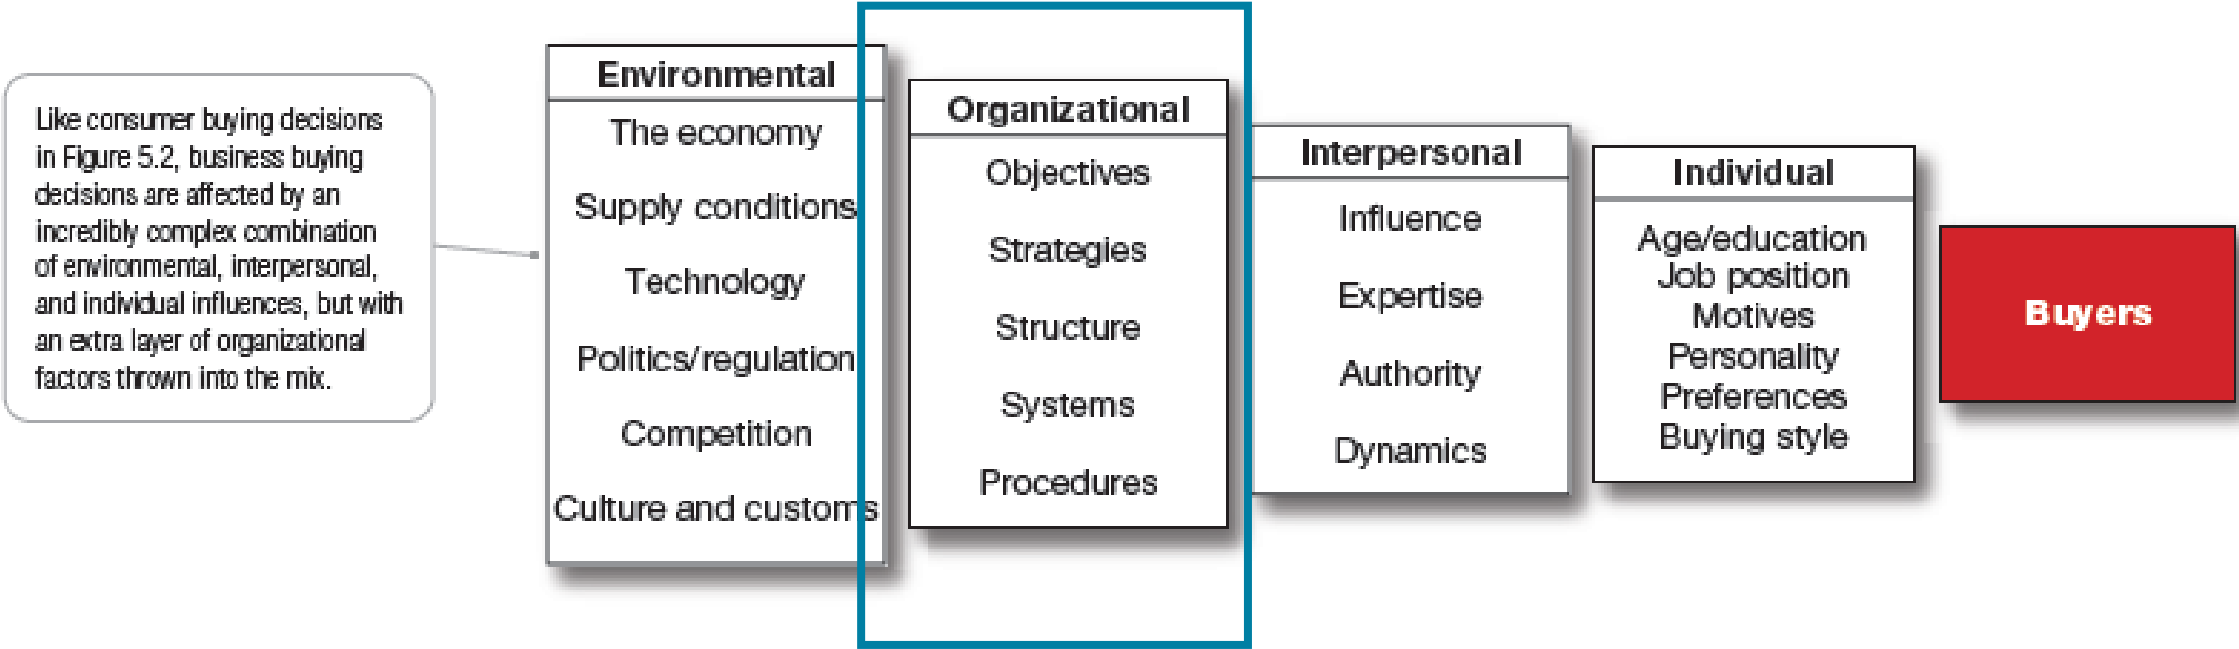 Like consumer buying decisions
in Figure 5.2, business buying
decisions are affected by an
incredibly complex combination
of environmental, interpersonal,
and individual influences, but with
an extra layer of organizational
factors thrown into the mix.
Environmental
The economy
Supply conditions
Technology
Politics/regulation
Competition
Culture and customs
Organizational
Objectives
Strategies
Structure
Systems
Procedures
Interpersonal
Influence
Expertise
Authority
Dynamics
Individual
Age/education
Job position
Motives
Personality
Preferences
Buying style
Buyers